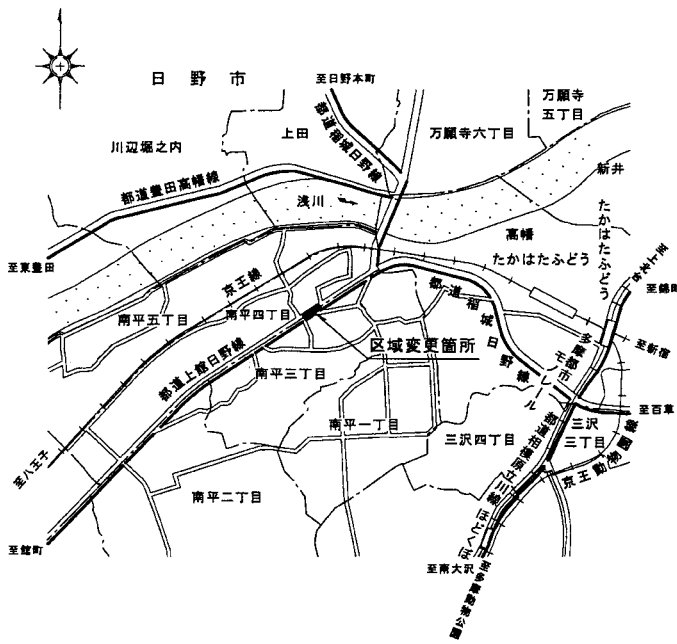 日野市
至日野本町
万願寺
五丁目
上田
都道稲城日野線
万願寺六丁目
川辺堀之内
新井
都道豊田高幡線
浅川
たかはたふどう
高幡
たかはたふどう
至上北台
至東豊田
京王線
至錦町
都道稲城日野線
南平五丁目
南平四丁目
至新宿
区域変更箇所
多摩都市モノレール
都道上館日野線
南平三丁目
至百草
南平一丁目
三沢四丁目
三沢
三丁目
都道相模原立川線
京王動物園線
至八王子
南平二丁目
ほどくぼ
至館町
至南大沢
至多摩動物公園